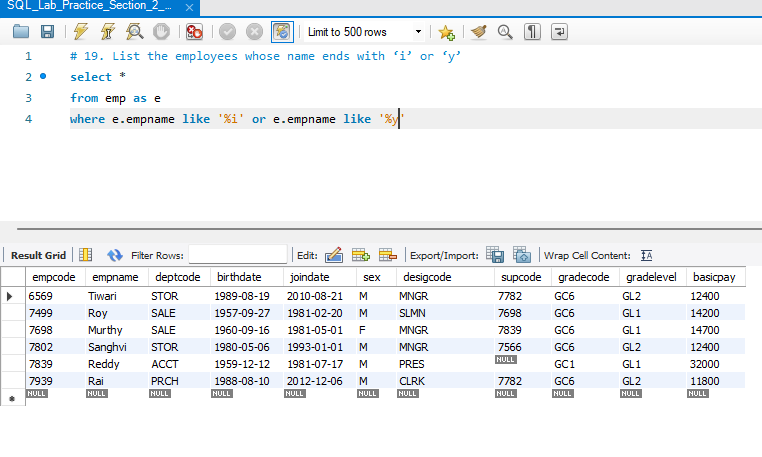 SQL_Lab_Practice_Section_2_...
Limit to 500 rows
1 # 19. List the employees whose name ends with ‘i’ or ‘y’
2 select *
3 from emp as e
4 where e.empname like '%i' or e.empname like '%y'
Result Grid Filter Rows: Edit: Export/Import: Wrap Cell Content: IA
empcode empname deptcode birthdate joindate sex desigcode supcode gradecode gradelevel basicpay
6569 Tiwari STOR 1989-08-19 2010-08-21 M MNGR 7782 GC6 GL2 12400
7499 Roy SALE 1957-09-27 1981-02-20 M SLMN 7698 GC6 GL1 14200
7698 Murthy SALE 1960-09-16 1981-05-01 F MNGR 7839 GC6 GL1 14700
7802 Sanghvi STOR 1980-05-06 1993-01-01 M MNGR 7566 GC6 GL2 12400
7839 Reddy ACCT 1959-12-12 1981-07-17 M PRES NULL GC1 GL1 32000
7939 Rai PRCH 1988-08-10 2012-12-06 M CLRK 7782 GC6 GL2 11800
NULL NULL NULL NULL NULL NULL NULL NULL NULL NULL NULL